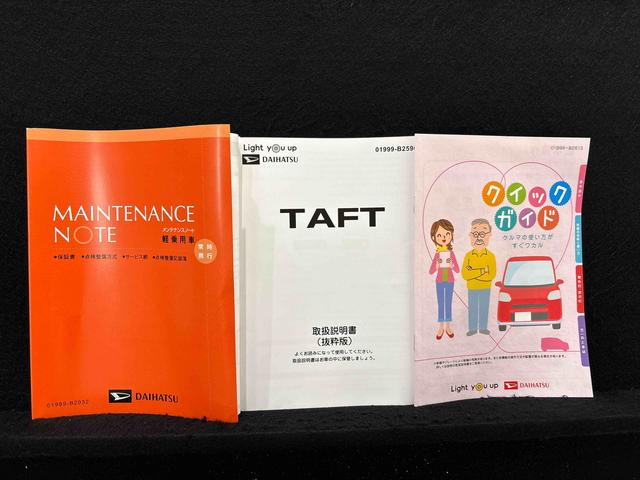 MAINTENANCE
NOTE
メンテナンスノート
軽乗用車
常時
携行
•保証書 •点検整備方式 •サービス網 •点検整備記録簿
01999-B2032
DAIHATSU
Light you up
DAIHATSU
01999-B259
TAFT
取扱説明書
(抜粋版)
よくお読みになって使用してください。
取扱説明書はお車の中に保管しましょう。
クイック
ガイド
クルマの使い方が
すぐワカル
Light you up
DAIHATSU